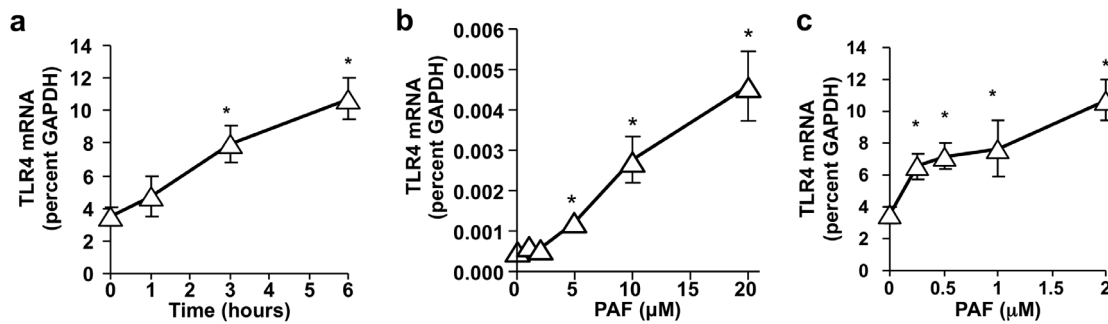 a
TLR4 mRNA
(percent GAPDH)
14
12
10
8
6
4
2
0
0 1 2 3 4 5 6
Time (hours)
*
*
b
TLR4 mRNA
(percent GAPDH)
0.006
0.005
0.004
0.003
0.002
0.001
0.000
0 5 10 15 20
PAF (µM)
*
*
*
c
TLR4 mRNA
(percent GAPDH)
14
12
10
8
6
4
2
0
0 0.5 1 1.5 2
PAF (µM)
*
*
*
*